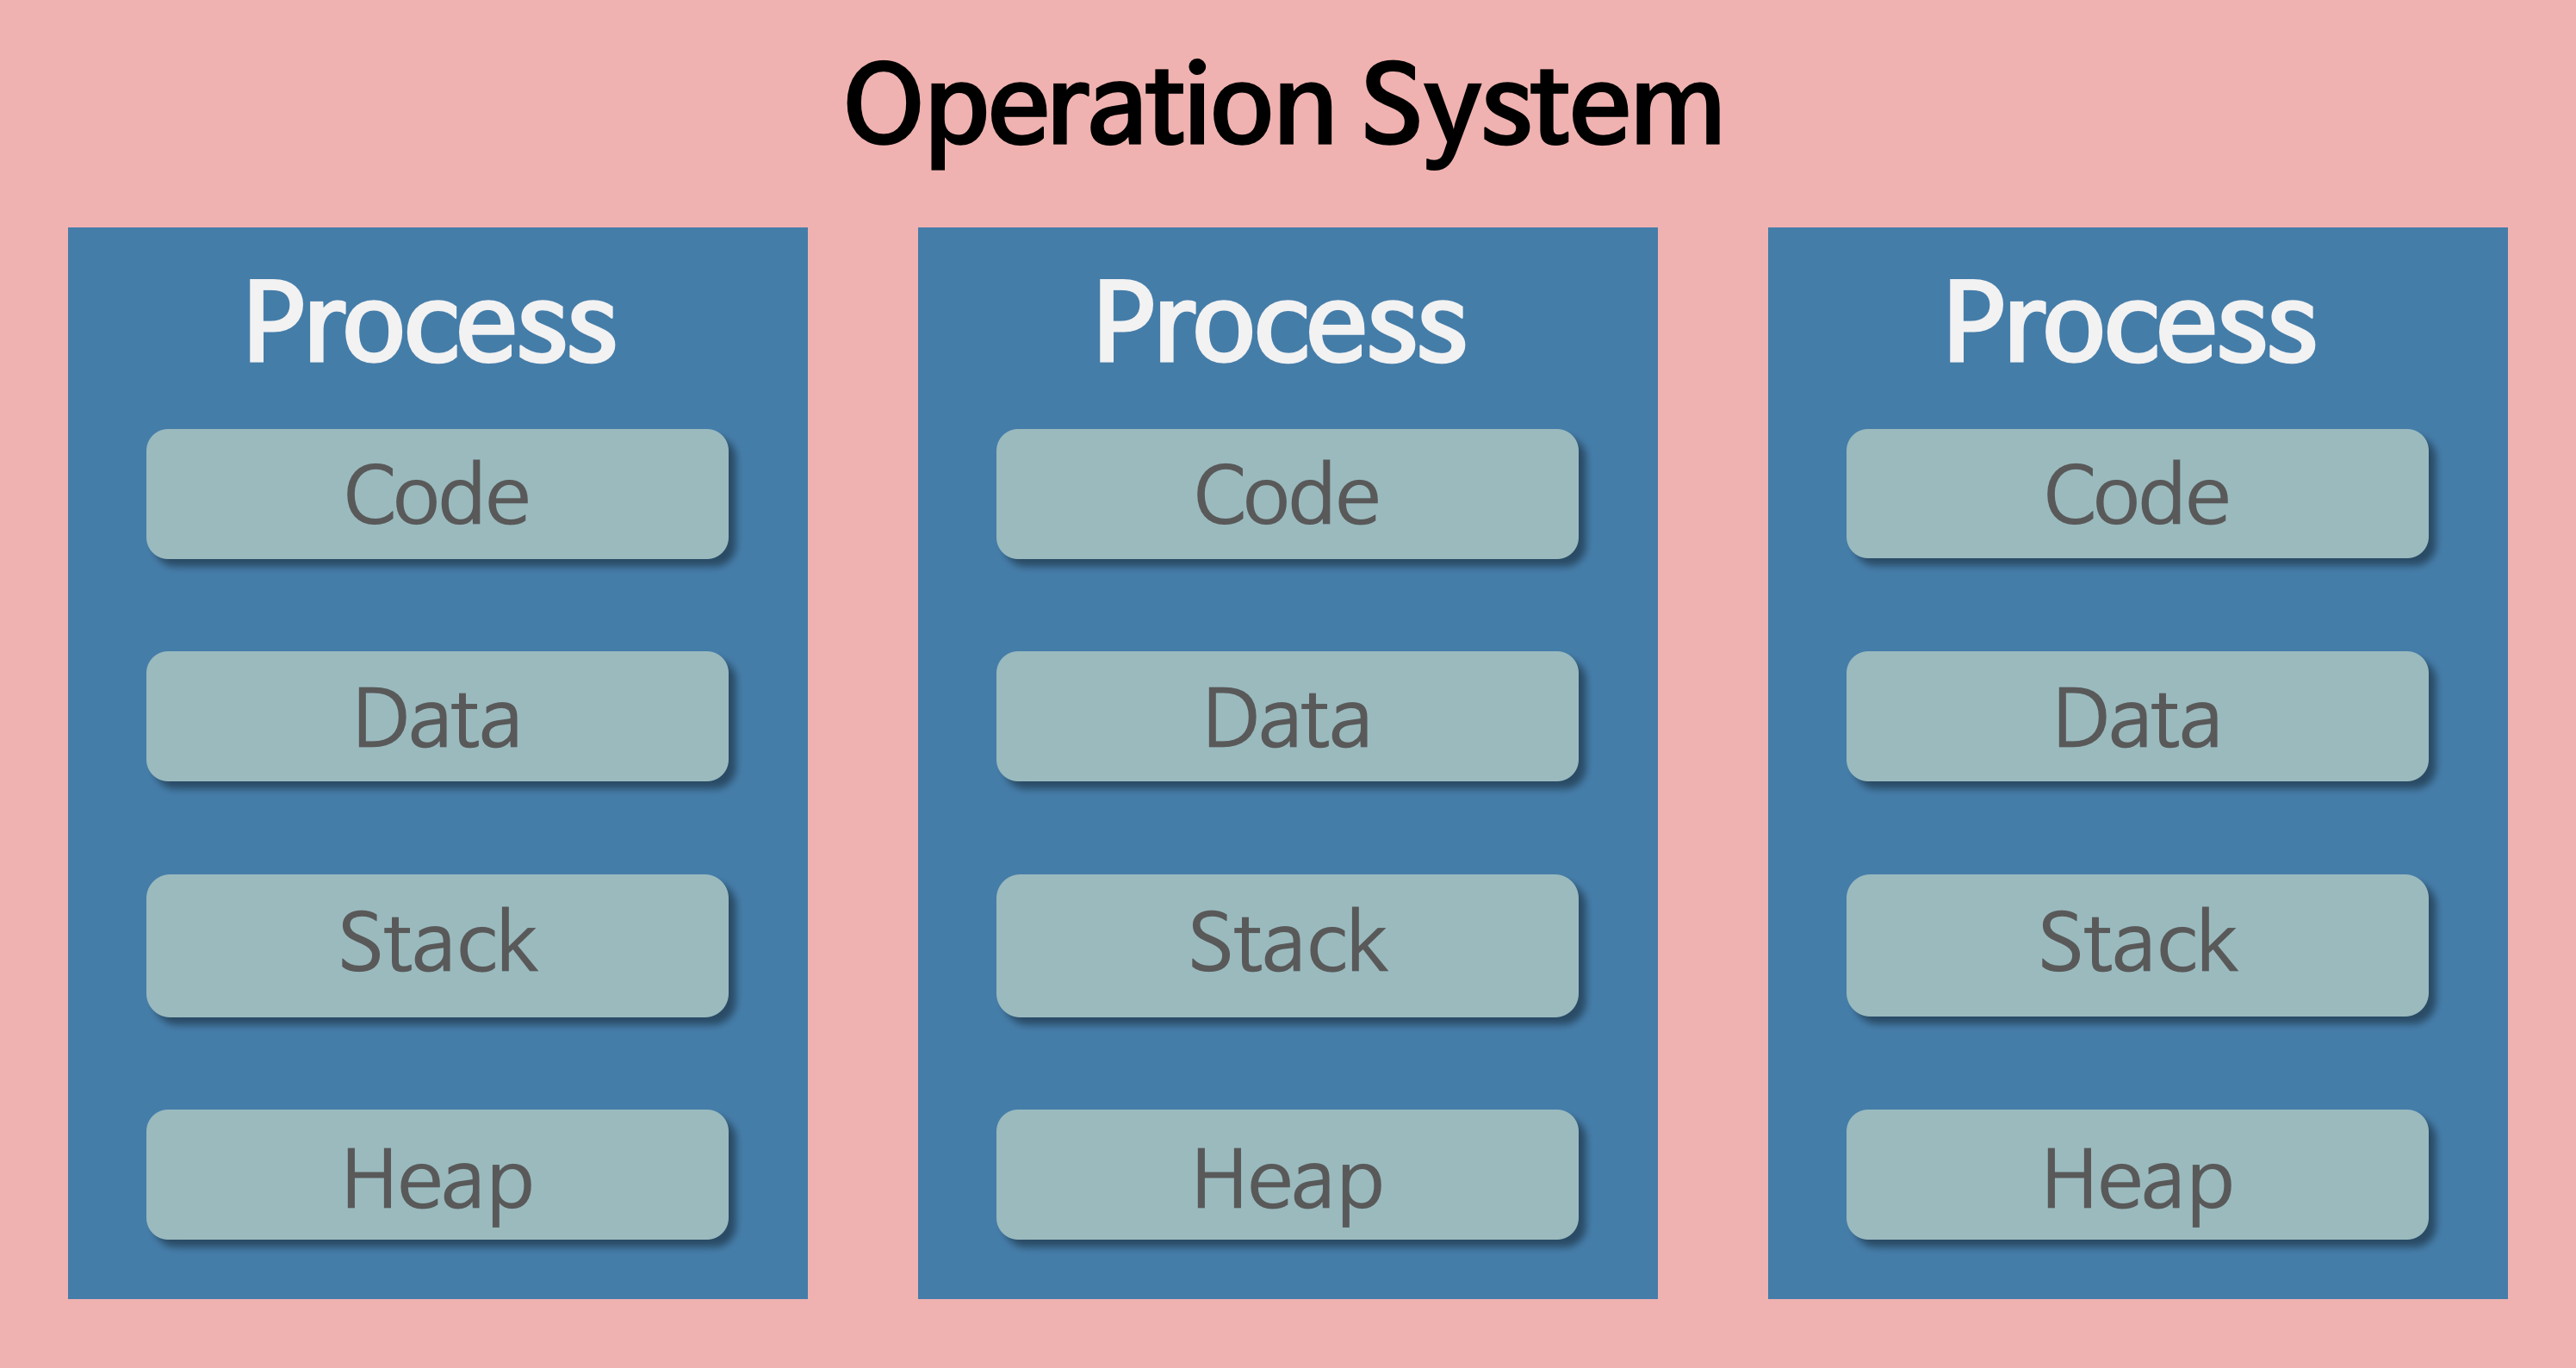 Operation System
Process
Code
Data
Stack
Heap
Process
Code
Data
Stack
Heap
Process
Code
Data
Stack
Heap